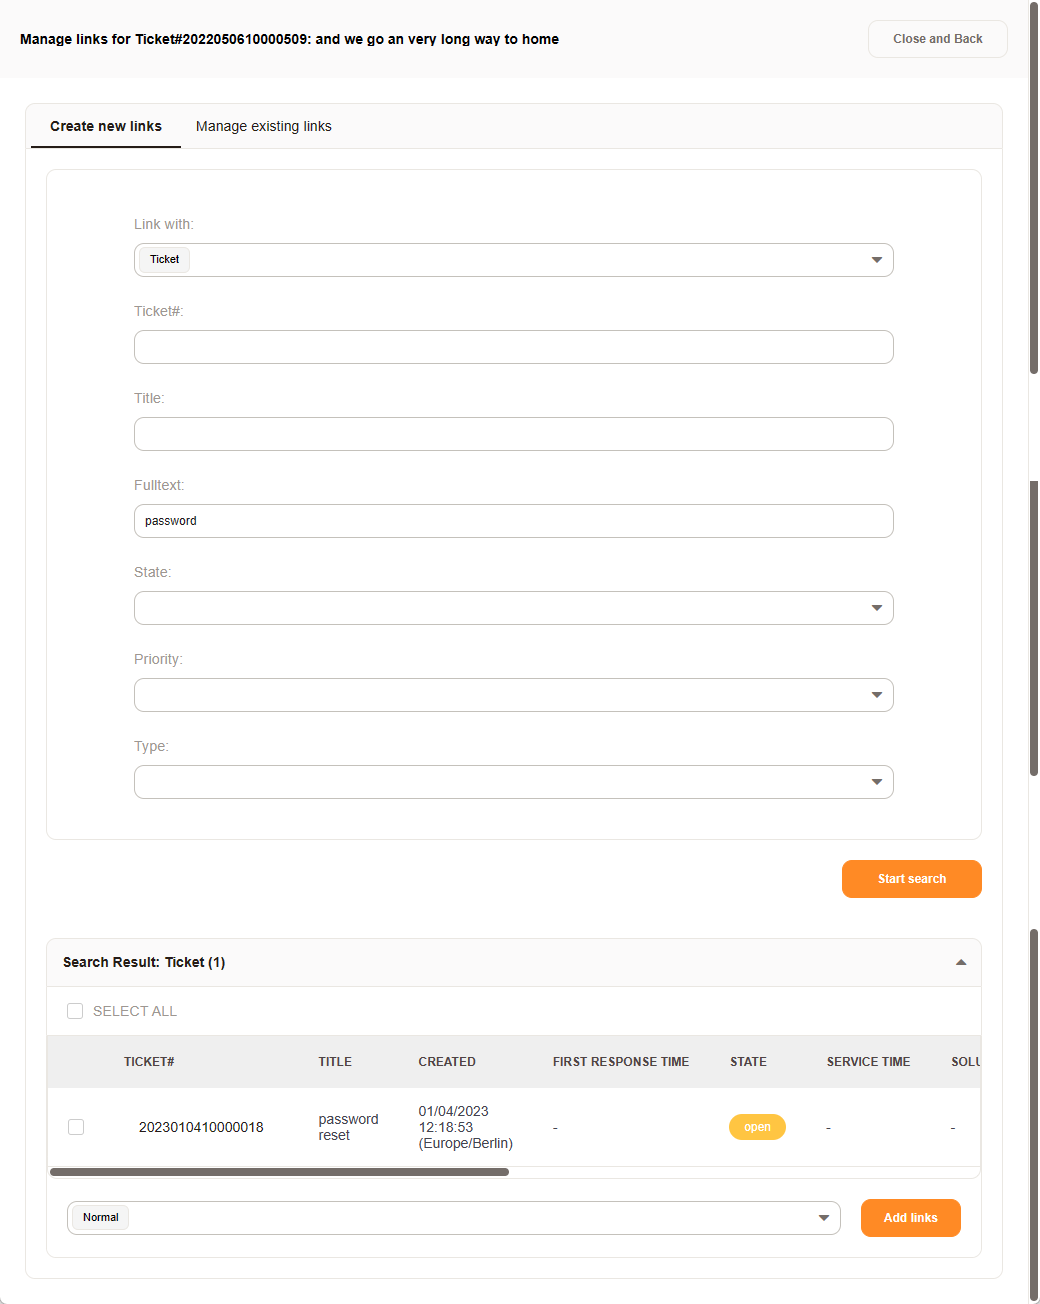 Manage links for Ticket#2022050610000509: and we go an very long way to home
Close and Back
Create new links
Manage existing links
Link with:
Ticket
Ticket#:
Title:
Fulltext:
password
State:
Priority:
Type:
Start search
Search Result: Ticket (1)
SELECT ALL
TICKET# TITLE CREATED FIRST RESPONSE TIME STATE SERVICE TIME SOLU
2023010410000018
password
reset
01/04/2023
12:18:53
(Europe/Berlin)
-
open
-
-
Normal
Add links